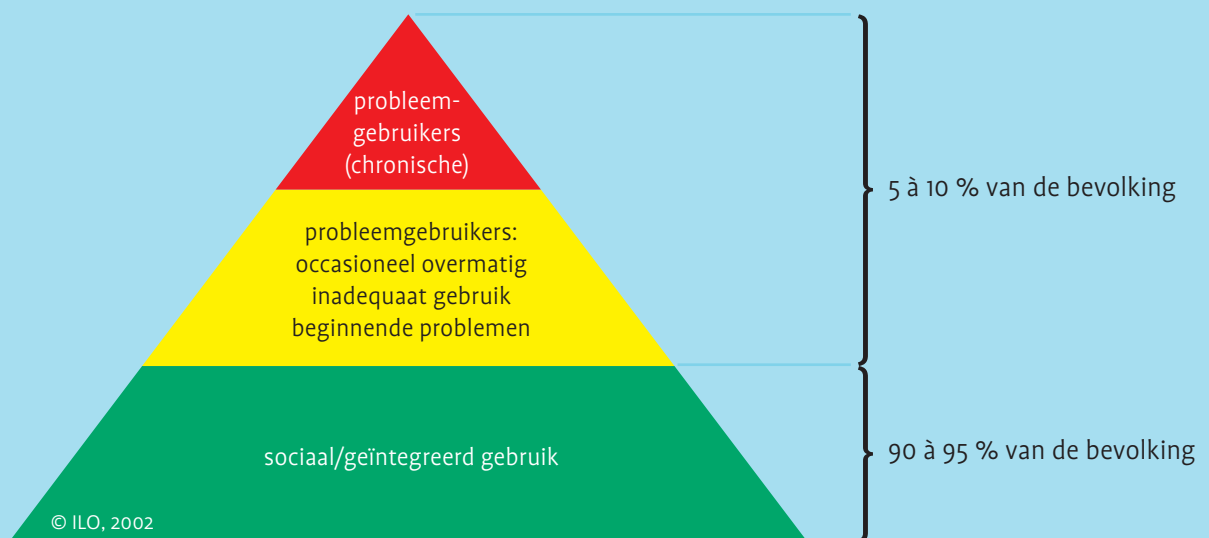 probleem-
gebruikers
(chronische)
5 à 10 % van de bevolking
probleemgebruikers:
occasioneel overmatig
inadequaat gebruik
beginnende problemen
sociaal/geïntegreerd gebruik
90 à 95 % van de bevolking
© ILO, 2002